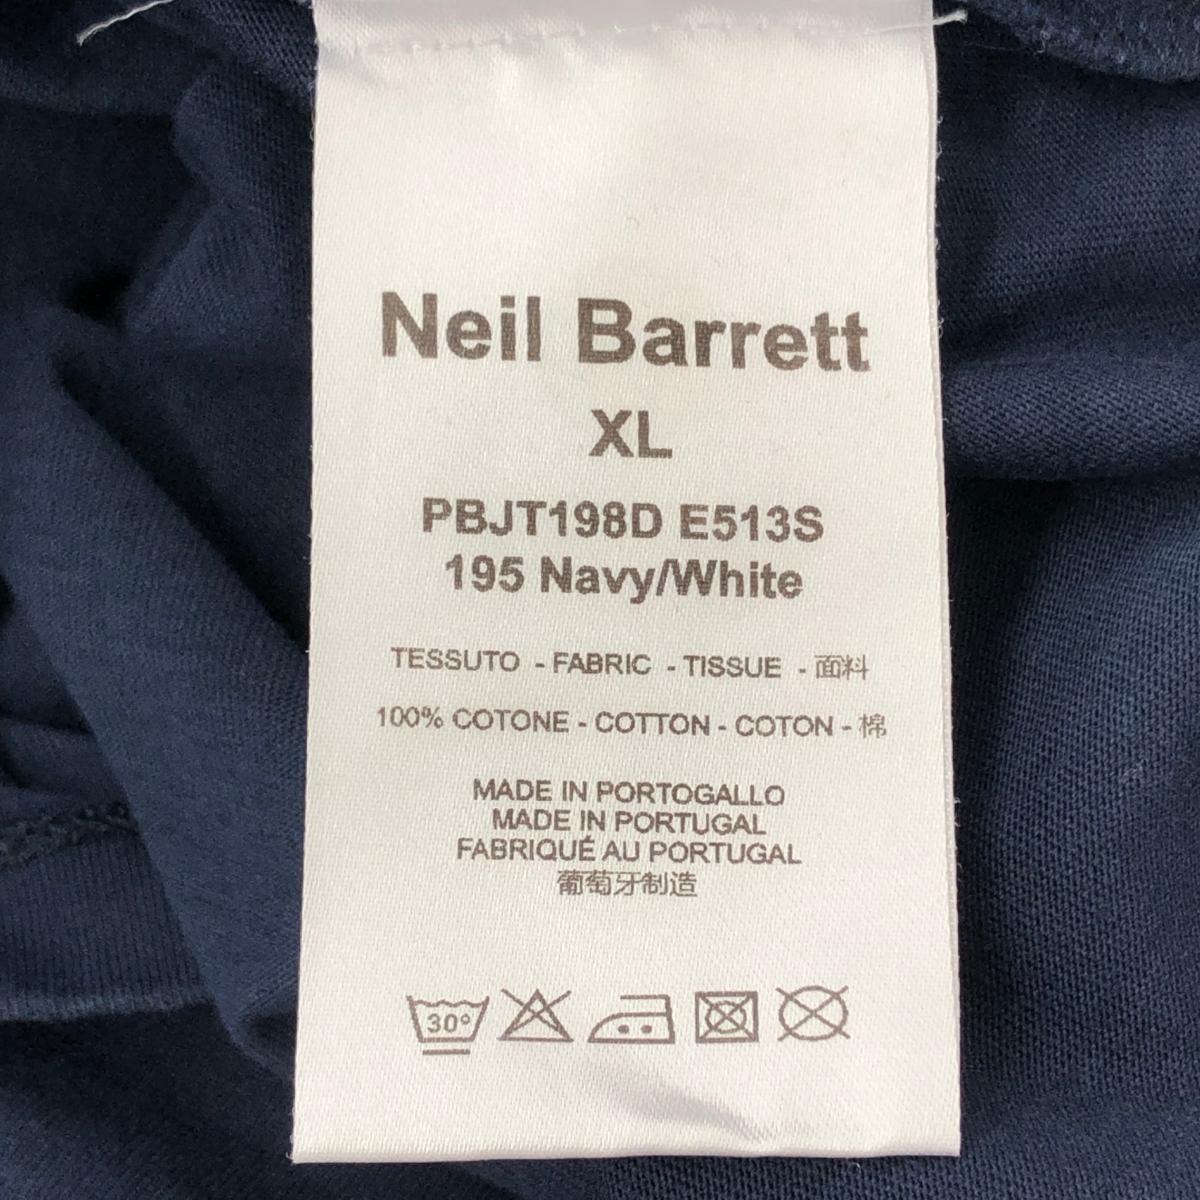 Neil Barrett
XL
PBJT198D E513S
195 Navy/White
TESSUTO - FABRIC - TISSUE - 面料
100% COTONE - COTTON - COTON - 棉
MADE IN PORTOGALLO
MADE IN PORTUGAL
FABRIQUÉ AU PORTUGAL
葡萄牙制造
30°